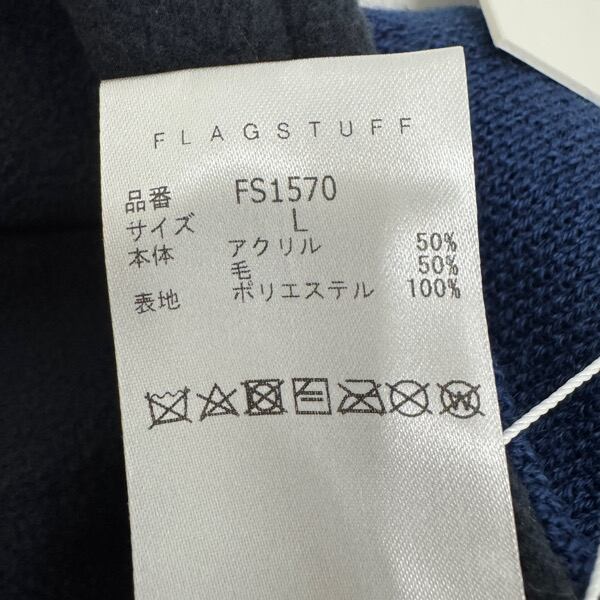 FLAGSTUFF
品番 FS1570
サイズ L
本体 アクリル 50%
毛 50%
表地 ポリエステル 100%
W